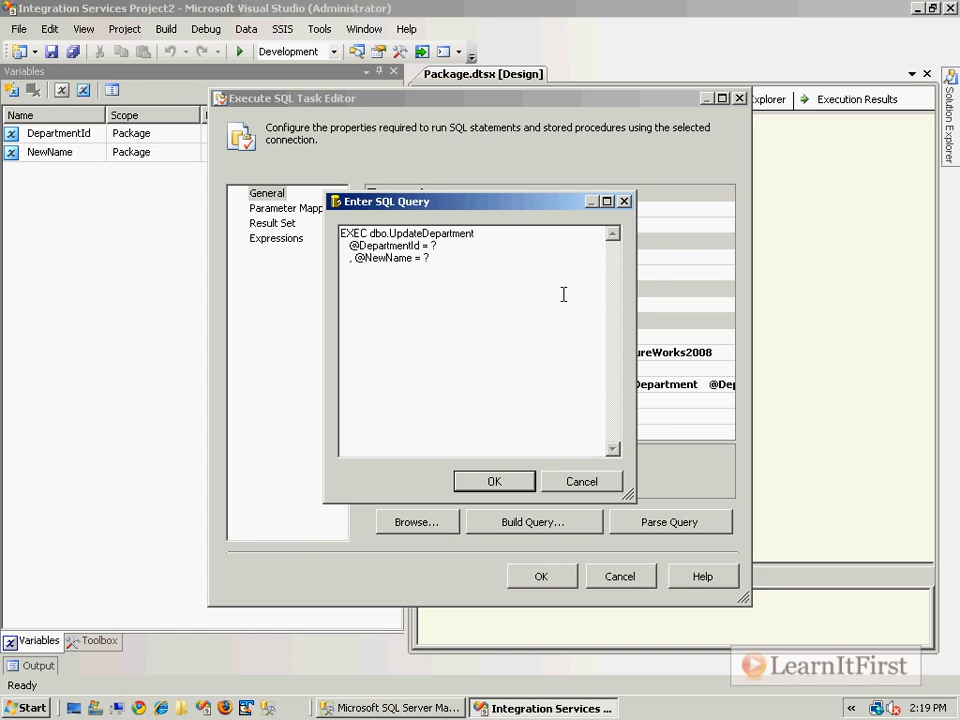 Integration Services Project2 - Microsoft Visual Studio (Administrator)
File Edit View Project Build Debug Data SSIS Tools Window Help
Development
Variables
Package.dtsx [Design]
Name Scope
DepartmentId Package
NewName Package
Execute SQL Task Editor
xplorer Execution Results
Solution Explorer
Configure the properties required to run SQL statements and stored procedures using the selected
connection.
General
Parameter Mapp
Result Set
Expressions
Enter SQL Query
EXEC dbo.UpdateDepartment
@DepartmentId = ?
, @NewName = ?
ureWorks2008
Department @Dep
OK Cancel
Browse... Build Query... Parse Query
OK Cancel Help
Variables Toolbox
Output
Ready
LearnItFirst
Start Microsoft SQL Server Ma... Integration Services ... « 2:19 PM